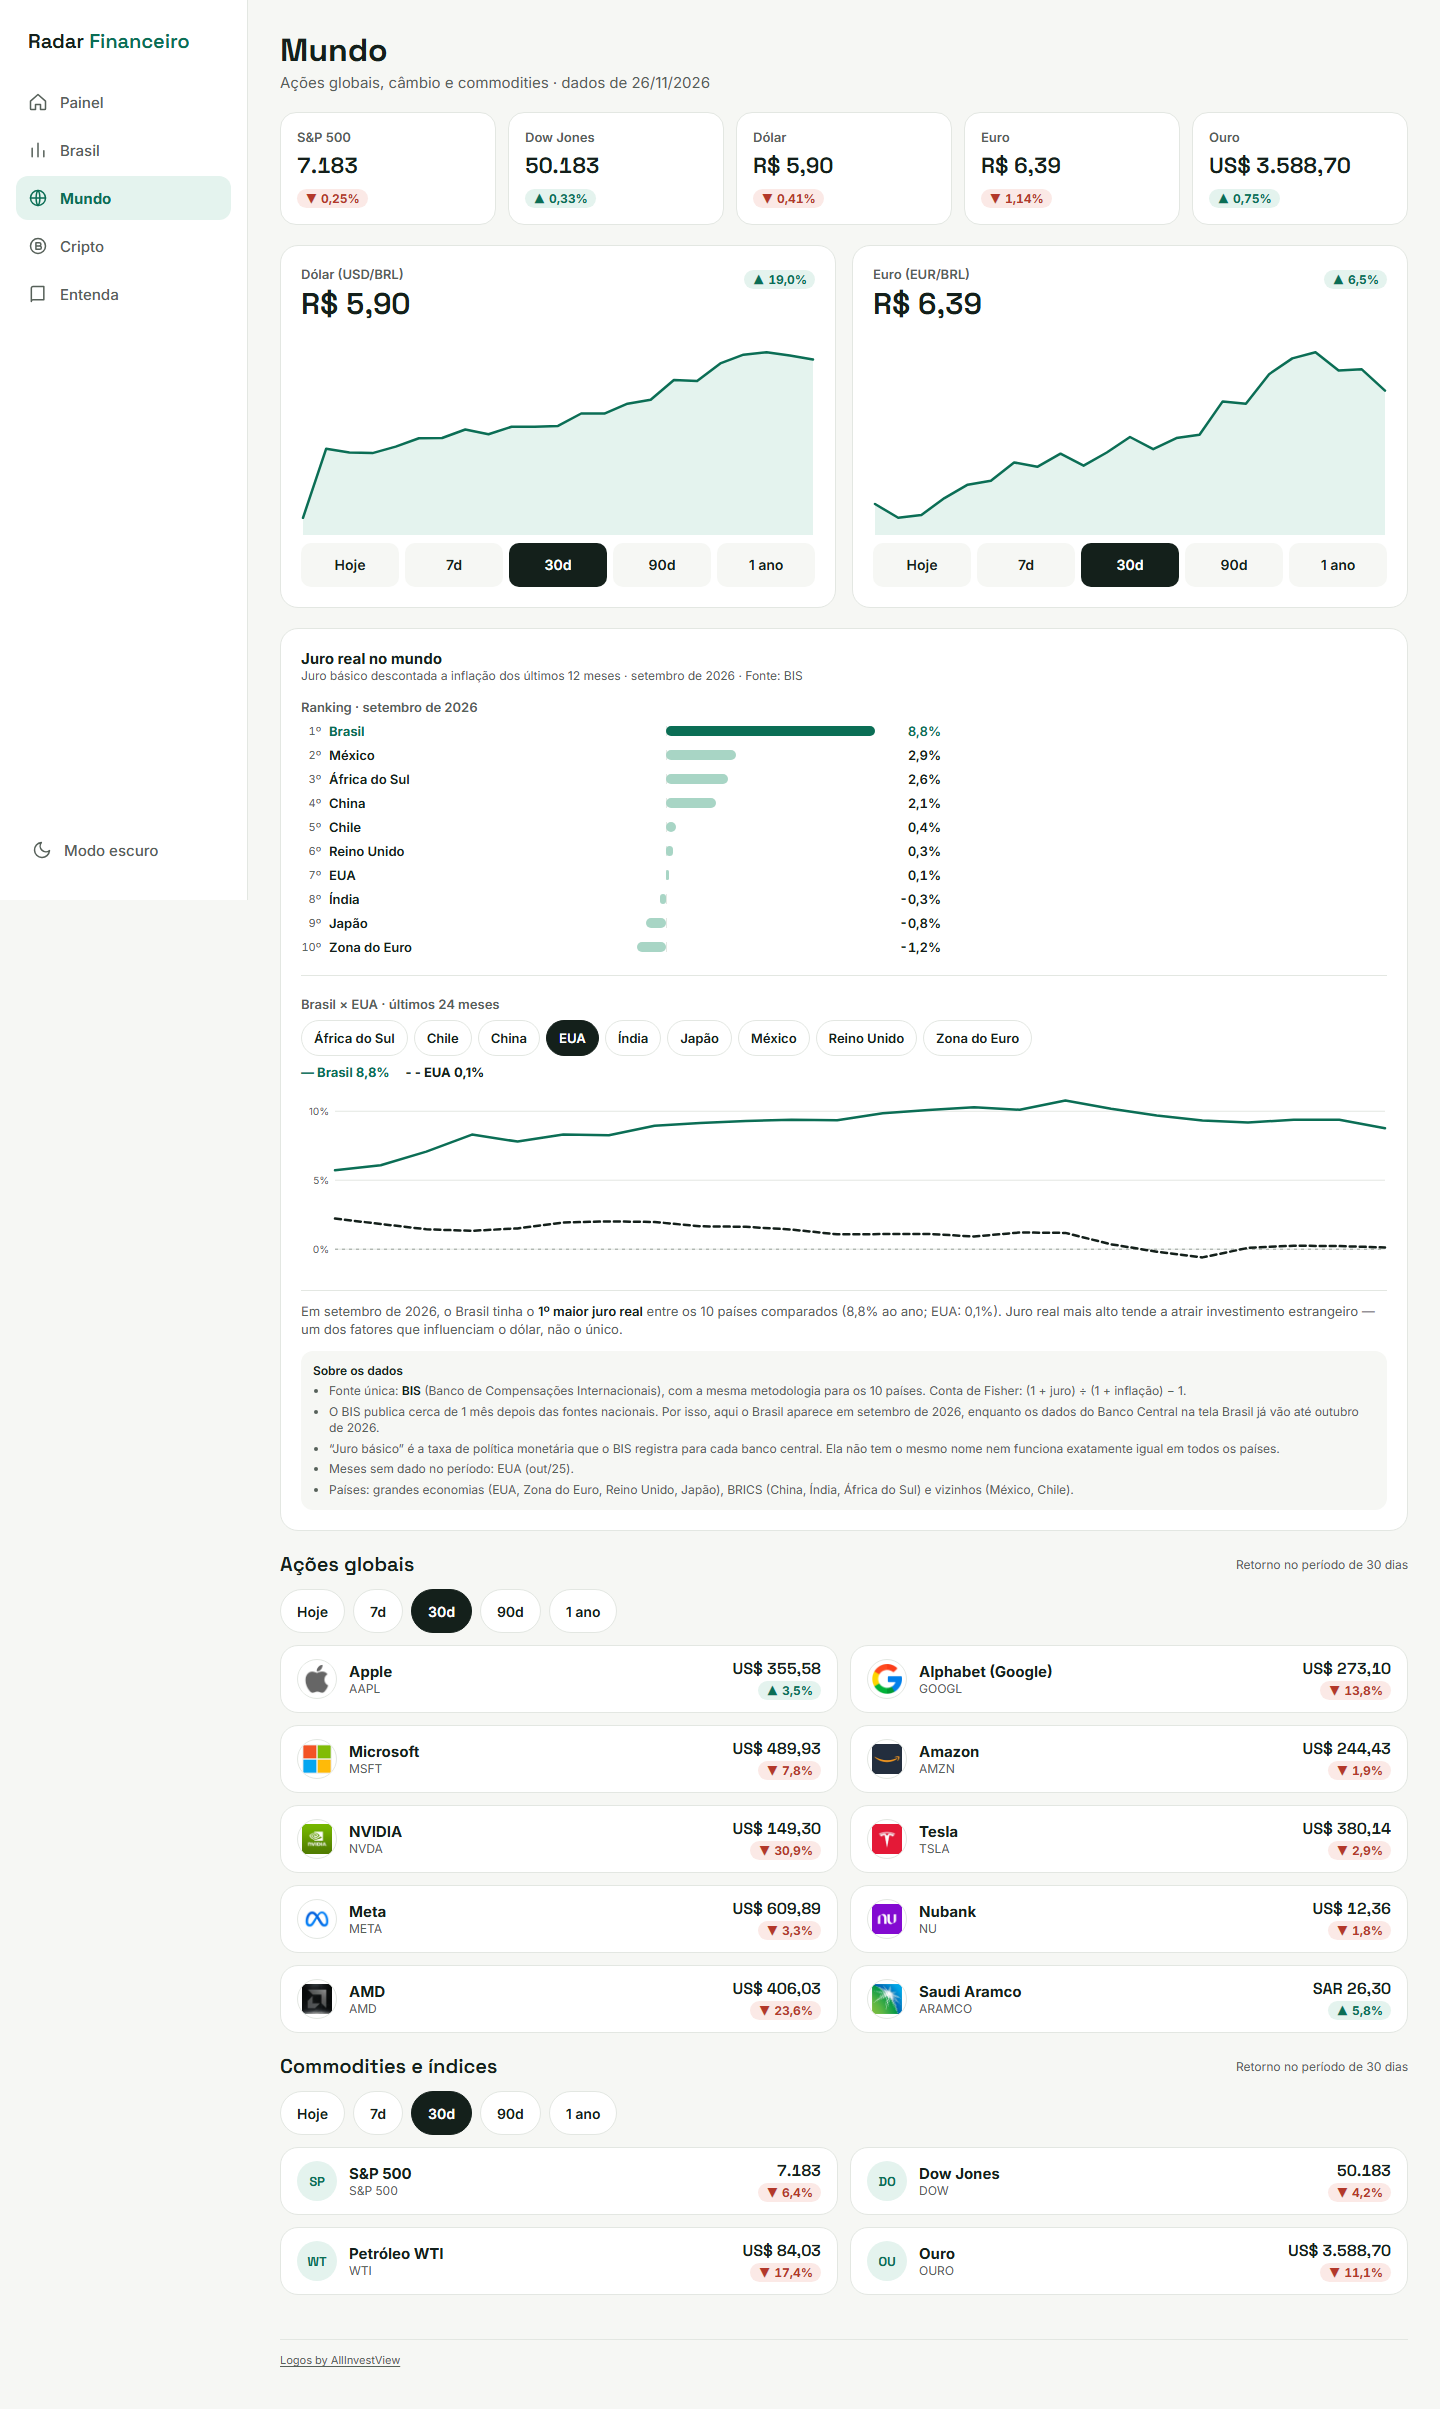 Radar Financeiro
Painel
Brasil
Mundo
Cripto
Entenda
Modo escuro
Mundo
Ações globais, câmbio e commodities · dados de 26/11/2026
S&P 500
7.183
▼ 0,25%
Dow Jones
50.183
▲ 0,33%
Dólar
R$ 5,90
▼ 0,41%
Euro
R$ 6,39
▼ 1,14%
Ouro
US$ 3.588,70
▲ 0,75%
Dólar (USD/BRL)
R$ 5,90
▲ 19,0%
Hoje 7d 30d 90d 1 ano
Euro (EUR/BRL)
R$ 6,39
▲ 6,5%
Hoje 7d 30d 90d 1 ano
Juro real no mundo
Juro básico descontada a inflação dos últimos 12 meses · setembro de 2026 · Fonte: BIS
Ranking · setembro de 2026
1º Brasil 8,8%
2º México 2,9%
3º África do Sul 2,6%
4º China 2,1%
5º Chile 0,4%
6º Reino Unido 0,3%
7º EUA 0,1%
8º Índia -0,3%
9º Japão -0,8%
10º Zona do Euro -1,2%
Brasil × EUA · últimos 24 meses
África do Sul Chile China EUA Índia Japão México Reino Unido Zona do Euro
— Brasil 8,8% - - EUA 0,1%
10%
5%
0%
Em setembro de 2026, o Brasil tinha o 1º maior juro real entre os 10 países comparados (8,8% ao ano; EUA: 0,1%). Juro real mais alto tende a atrair investimento estrangeiro —
um dos fatores que influenciam o dólar, não o único.
Sobre os dados
• Fonte única: BIS (Banco de Compensações Internacionais), com a mesma metodologia para os 10 países. Conta de Fisher: (1 + juro) ÷ (1 + inflação) − 1.
• O BIS publica cerca de 1 mês depois das fontes nacionais. Por isso, aqui o Brasil aparece em setembro de 2026, enquanto os dados do Banco Central na tela Brasil já vão até outubro
de 2026.
• “Juro básico” é a taxa de política monetária que o BIS registra para cada banco central. Ela não tem o mesmo nome nem funciona exatamente igual em todos os países.
• Meses sem dado no período: EUA (out/25).
• Países: grandes economias (EUA, Zona do Euro, Reino Unido, Japão), BRICS (China, Índia, África do Sul) e vizinhos (México, Chile).
Ações globais
Retorno no período de 30 dias
Hoje 7d 30d 90d 1 ano
Apple
AAPL
US$ 355,58
▲ 3,5%
Alphabet (Google)
GOOGL
US$ 273,10
▼ 13,8%
Microsoft
MSFT
US$ 489,93
▼ 7,8%
Amazon
AMZN
US$ 244,43
▼ 1,9%
NVIDIA
NVDA
US$ 149,30
▼ 30,9%
Tesla
TSLA
US$ 380,14
▼ 2,9%
Meta
META
US$ 609,89
▼ 3,3%
nu
Nubank
NU
US$ 12,36
▼ 1,8%
AMD
AMD
US$ 406,03
▼ 23,6%
Saudi Aramco
ARAMCO
SAR 26,30
▲ 5,8%
Commodities e índices
Retorno no período de 30 dias
Hoje 7d 30d 90d 1 ano
SP
S&P 500
S&P 500
7.183
▼ 6,4%
DO
Dow Jones
DOW
50.183
▼ 4,2%
WT
Petróleo WTI
WTI
US$ 84,03
▼ 17,4%
OU
Ouro
OURO
US$ 3.588,70
▼ 11,1%
Logos by AllInvestView